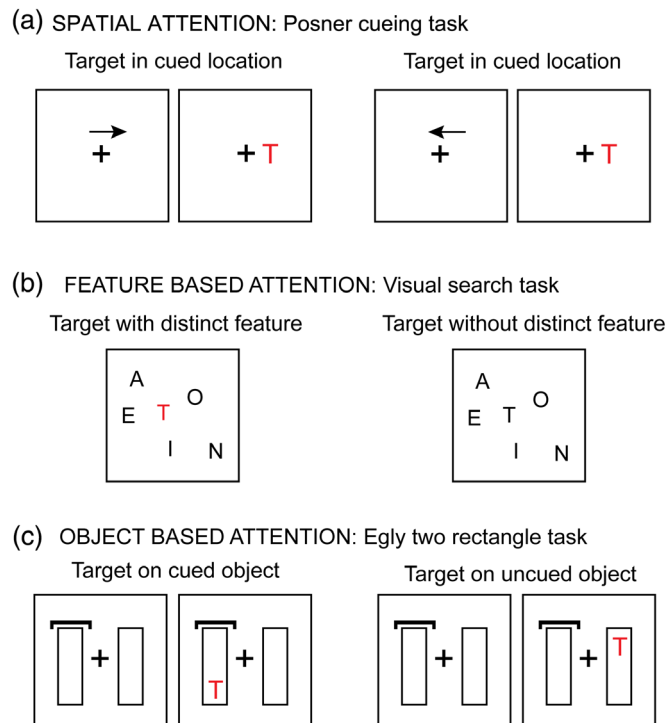 (a) SPATIAL ATTENTION: Posner cueing task
Target in cued location
Target in cued location
+
+ T
+
+ T
(b) FEATURE BASED ATTENTION: Visual search task
Target with distinct feature
Target without distinct feature
A
O
E T
I N
A
O
E T
I N
(c) OBJECT BASED ATTENTION: Egly two rectangle task
Target on cued object
Target on uncued object
+
+
T
+
T
+